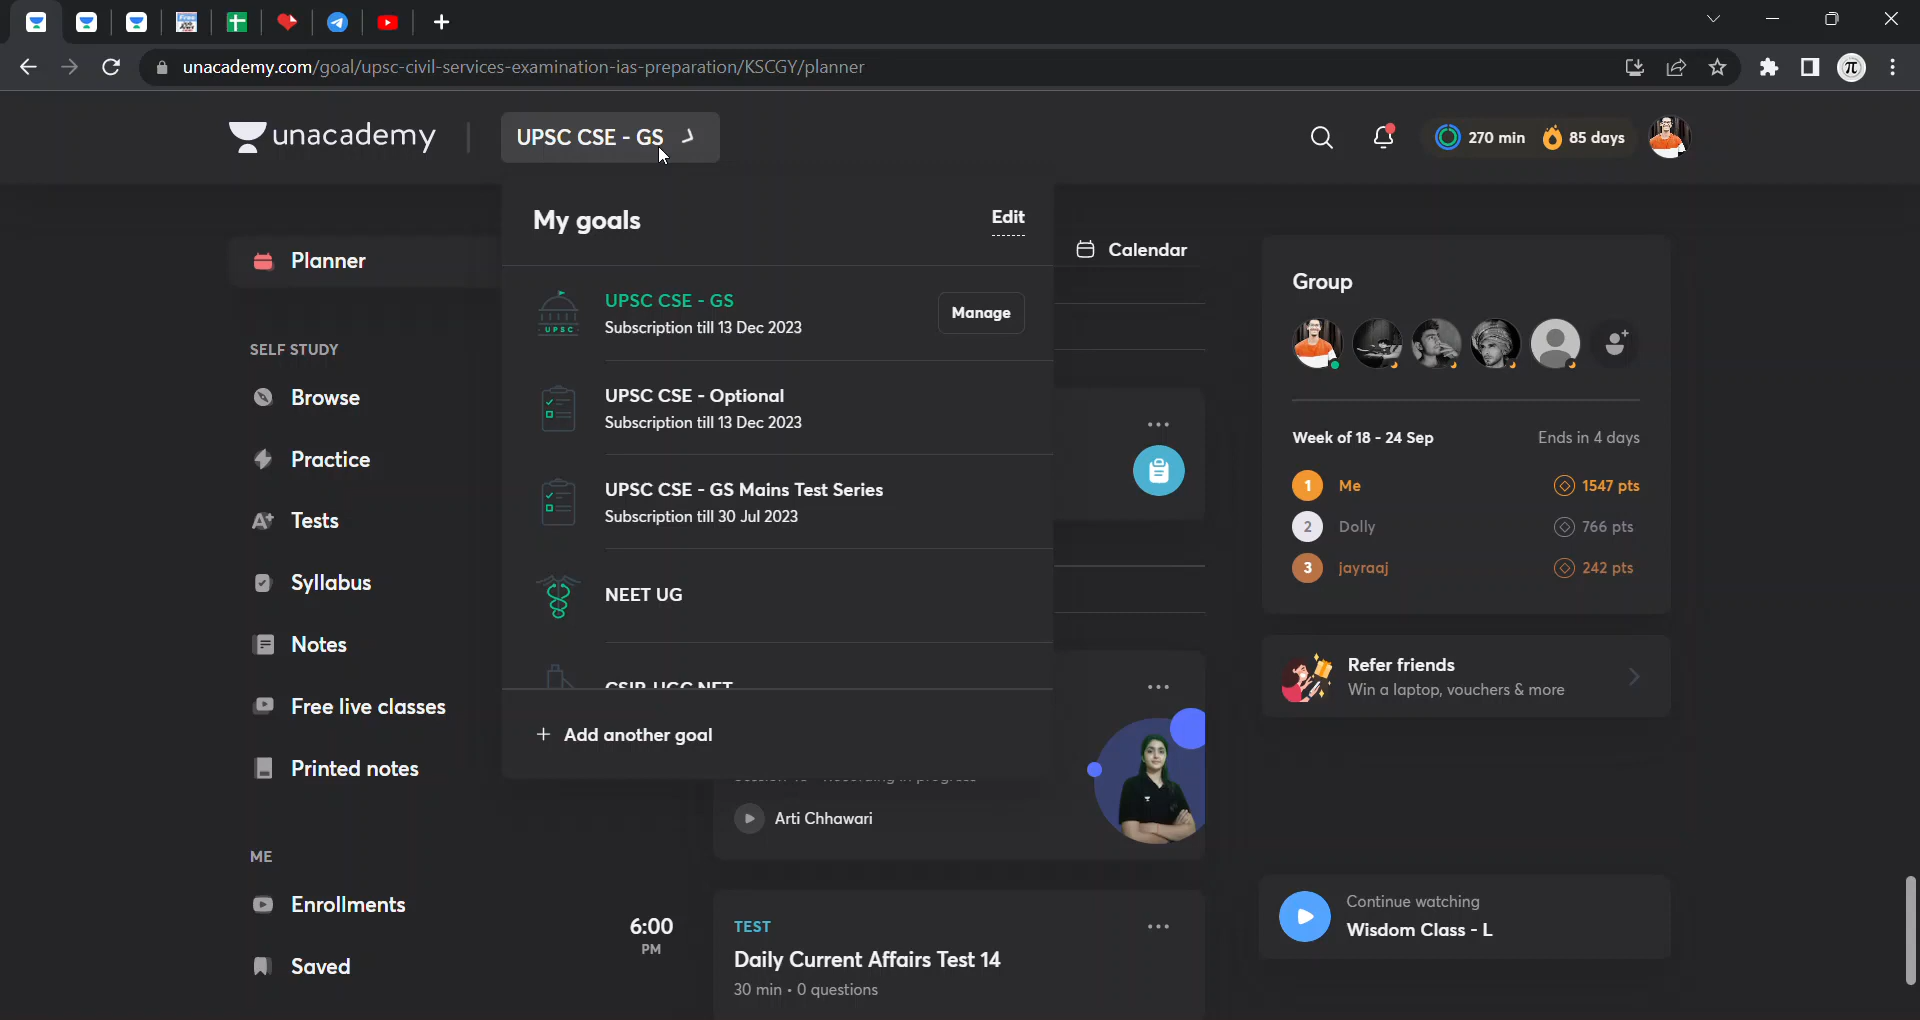 unacademy.com/goal/upsc-civil-services-examination-ias-preparation/KSCGY/planner
unacademy
UPSC CSE - GS
270 min
85 days
My goals
Edit
UPSC CSE - GS
Subscription till 13 Dec 2023
Manage
UPSC CSE - Optional
Subscription till 13 Dec 2023
UPSC CSE - GS Mains Test Series
Subscription till 30 Jul 2023
NEET UG
CSIR-UGC NET
+ Add another goal
Planner
SELF STUDY
Browse
Practice
Tests
Syllabus
Notes
Free live classes
Printed notes
ME
Enrollments
Saved
Calendar
Arti Chhawari
6:00
PM
TEST
Daily Current Affairs Test 14
30 min • 0 questions
Group
Week of 18 - 24 Sep
Ends in 4 days
1 Me 1547 pts
2 Dolly 766 pts
3 jayraaj 242 pts
Refer friends
Win a laptop, vouchers & more
Continue watching
Wisdom Class - L